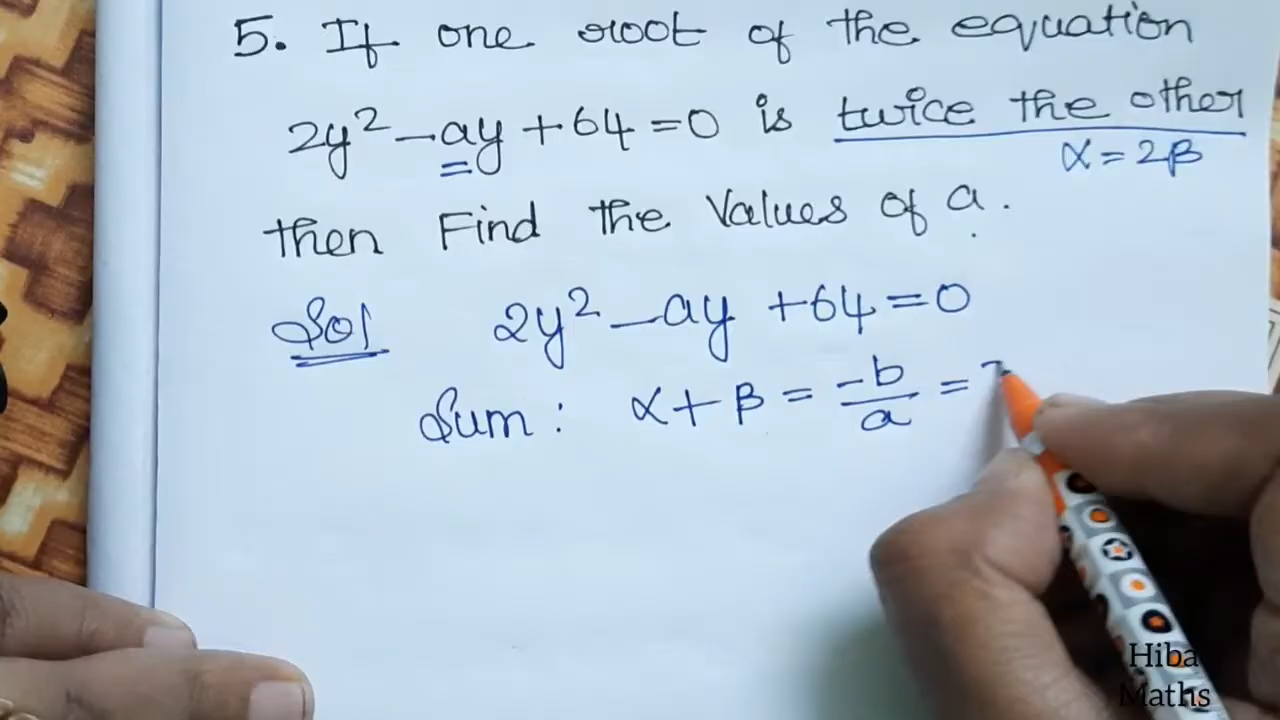 5. If one root of the equation
2y² - ay + 64 = 0 is twice the other
α = 2β
then Find the Values of a.
Sol 2y² - ay + 64 = 0
Sum : α + β = -b/a =
Hiba
Maths